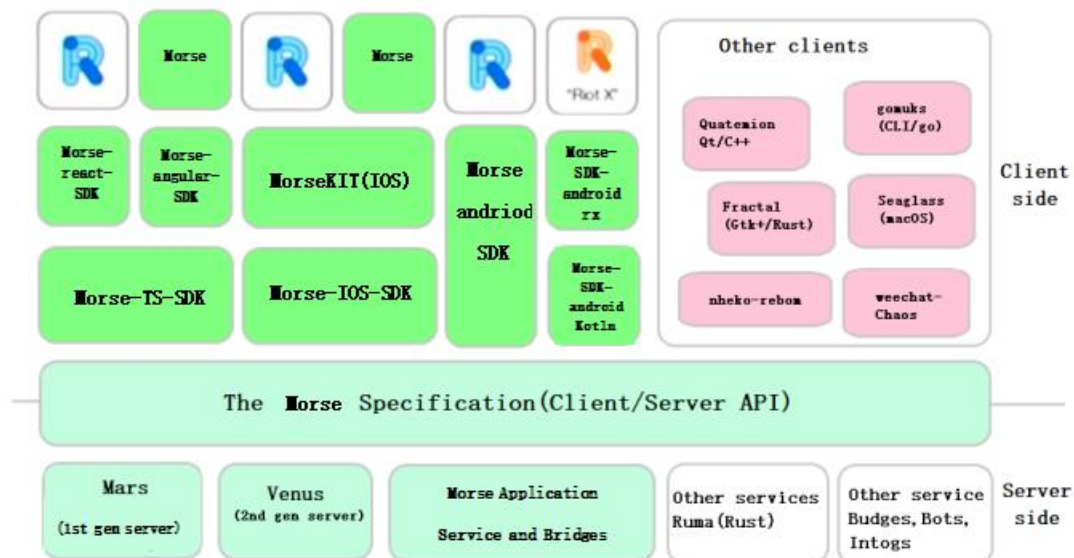 Morse
Morse
"Riot X"
Other clients
Quatemion
Qt/C++
gomuks
(CLI/go)
Fractal
(Gtk+/Rust)
Seaglass
(macOS)
nheko-rebom
weechat-
Chaos
Client
side
Morse-
react-
SDK
Morse-
angular-
SDK
MorseKIT(IOS)
Morse
andriod
SDK
Morse-
SDK-
android
rx
Morse-TS-SDK
Morse-IOS-SDK
Morse-
SDK-
android
Kotln
The Morse Specification(Client/Server API)
Mars
(1st gen server)
Venus
(2nd gen server)
Morse Application
Service and Bridges
Other services
Ruma(Rust)
Other service
Budges, Bots,
Intogs
Server
side